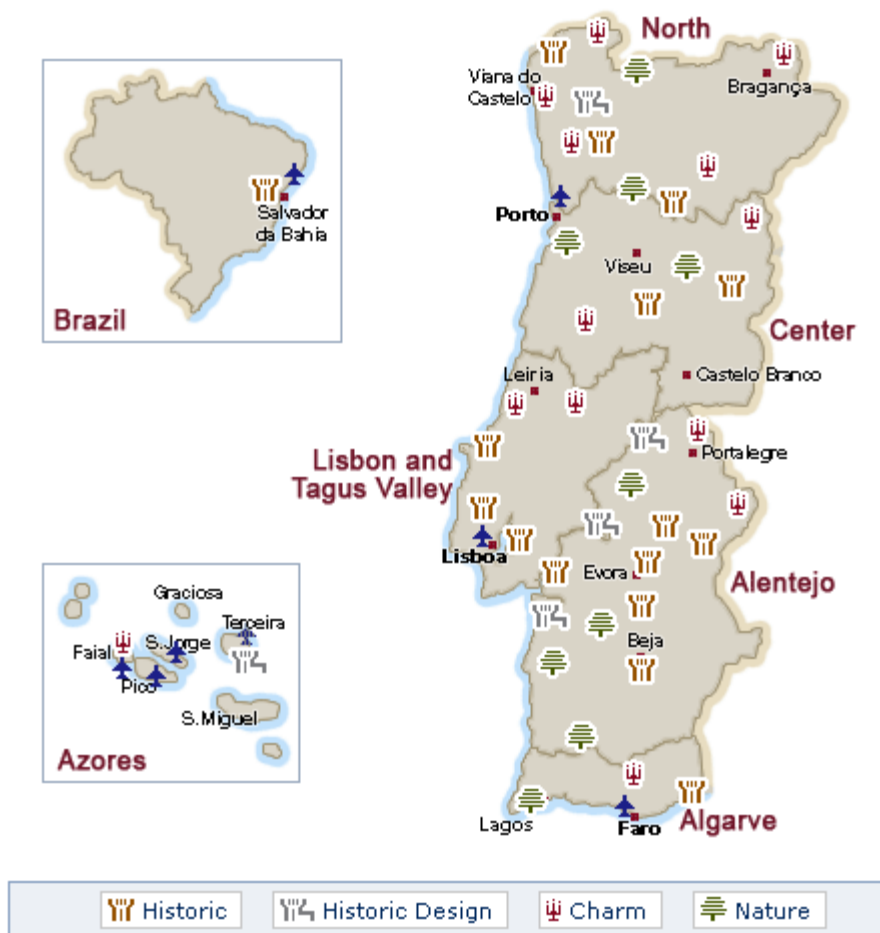 North
Viana do
Castelo
Bragança
Porto
Viseu
Salvador
da Bahia
Brazil
Center
Leiria
Castelo Branco
Lisbon and
Tagus Valley
Portalegre
Lisboa
Evora
Alentejo
Graciosa
Terceira
Faial
S.Jorge
Pico
S.Miguel
Azores
Beja
Lagos
Faro
Algarve
Historic
Historic Design
Charm
Nature